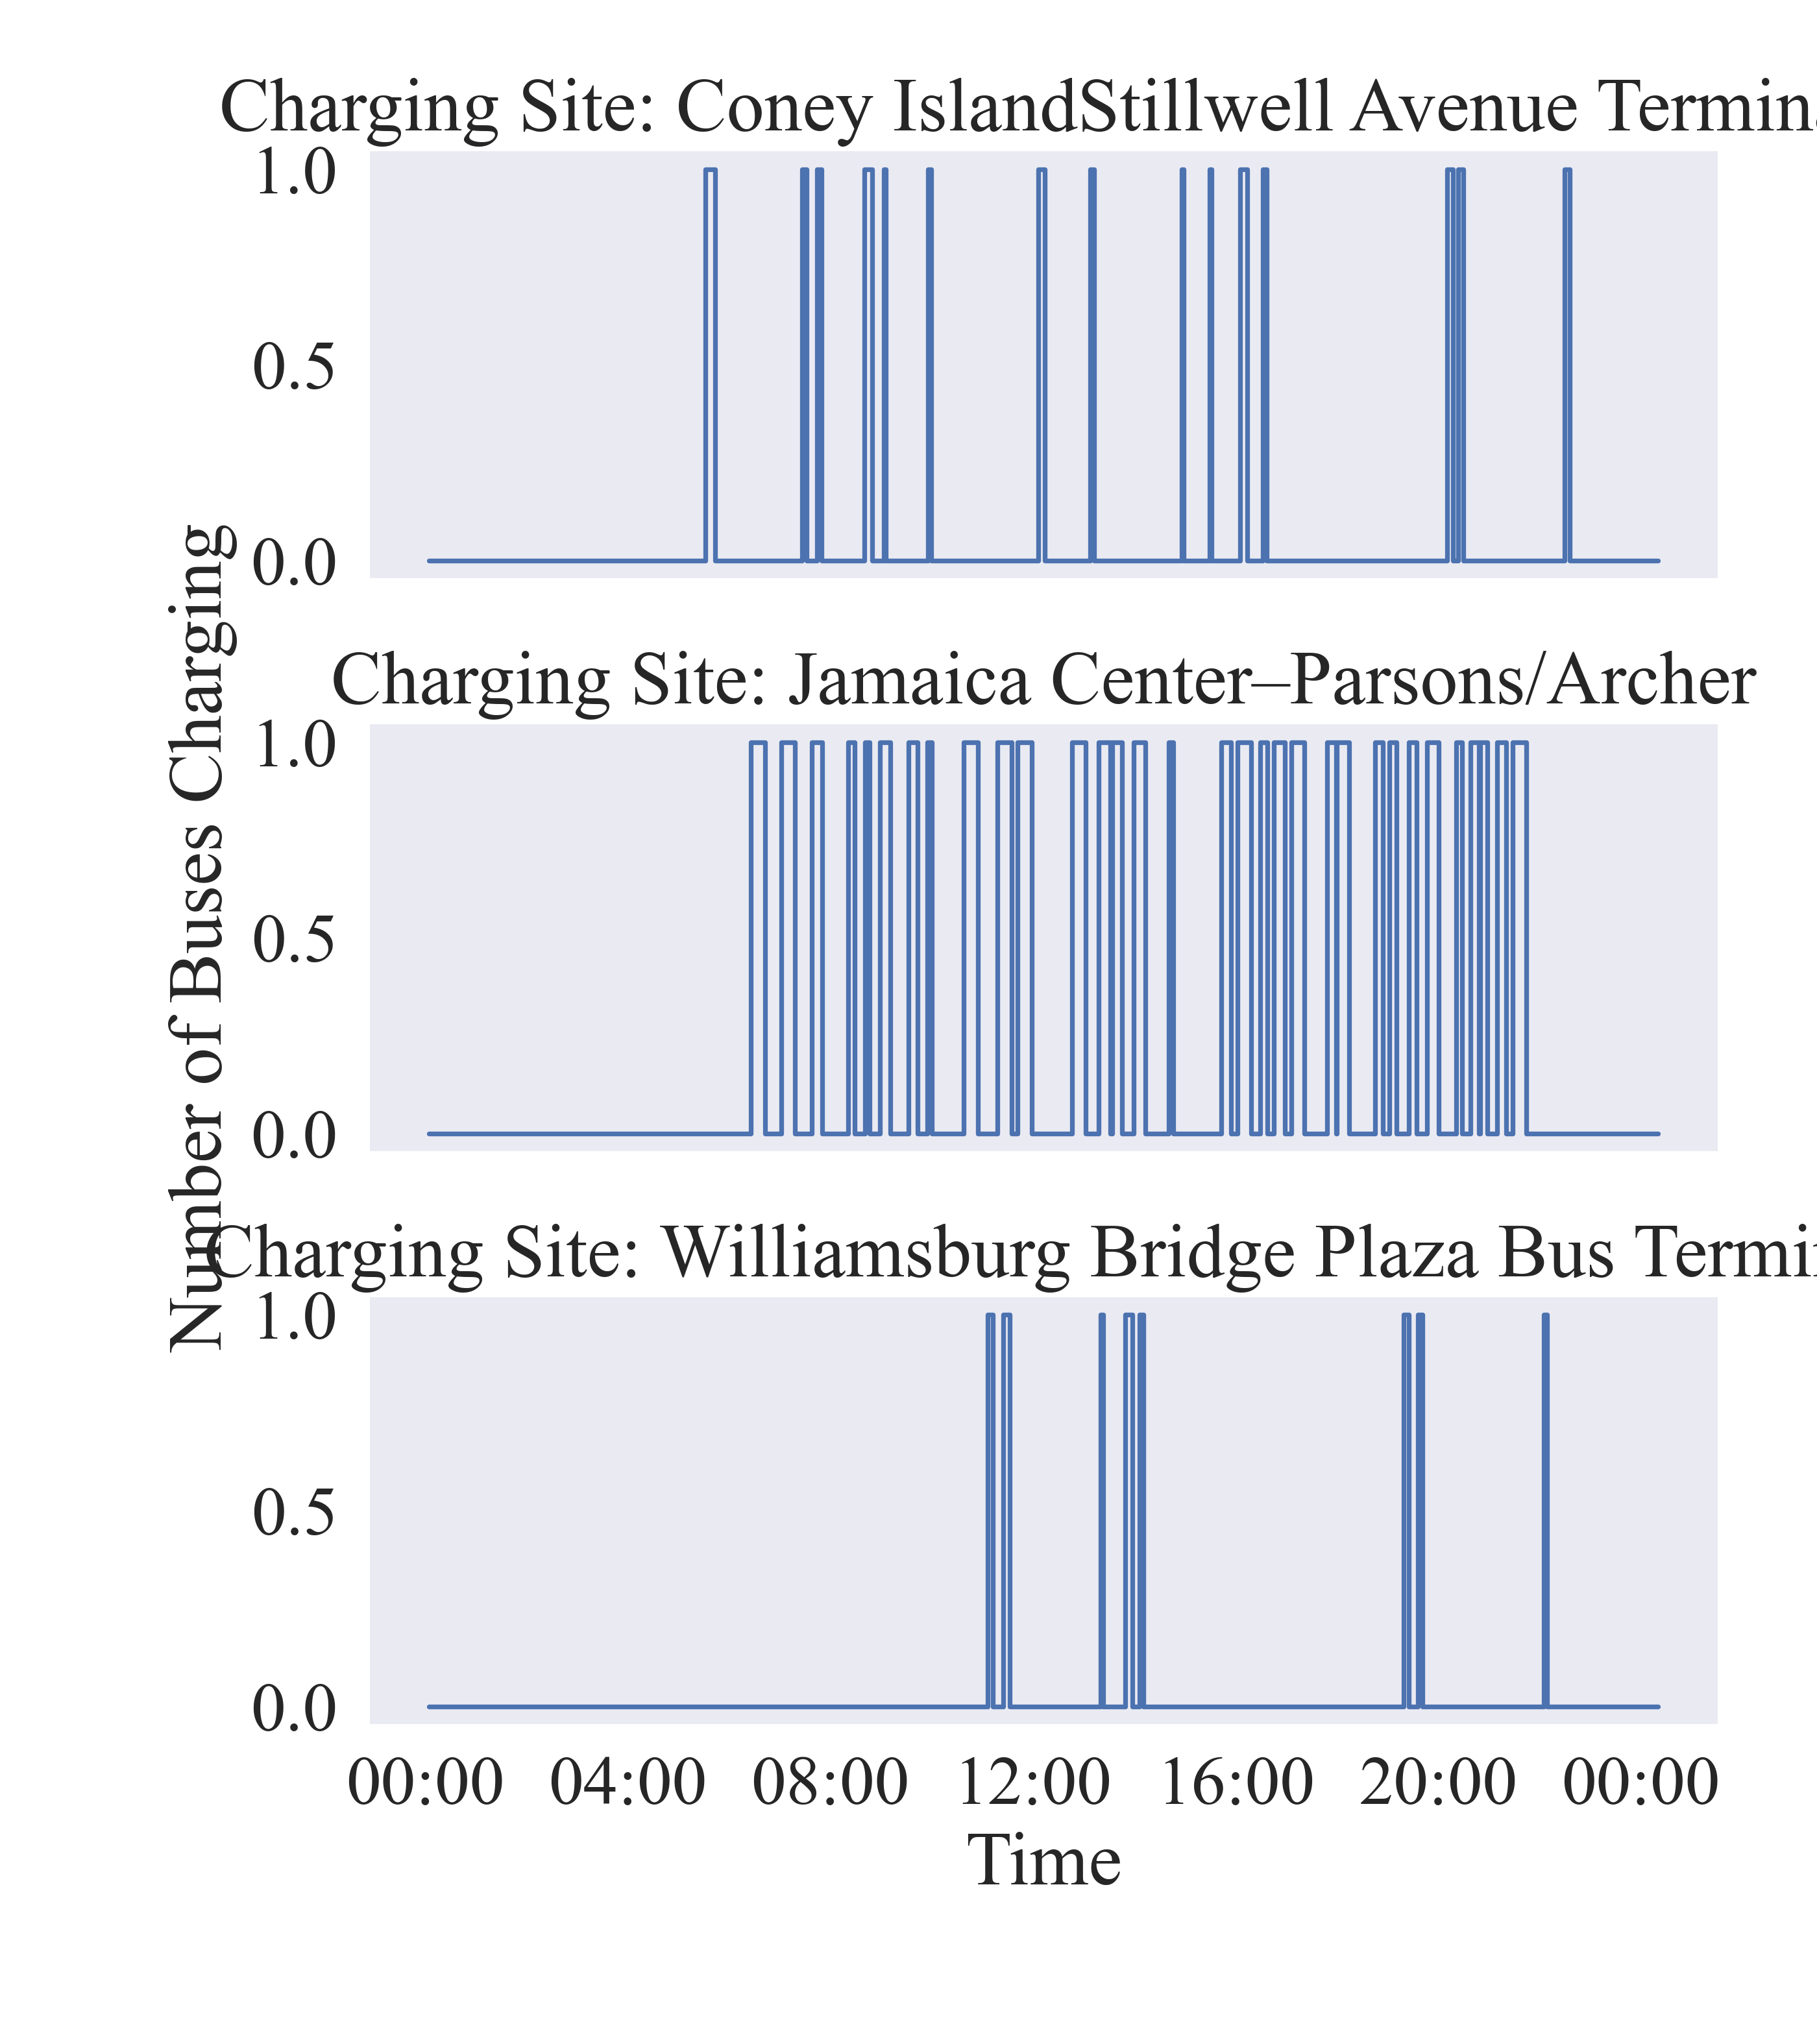 Charging Site: Coney IslandStillwell Avenue
1.0
0.5
0.0
Number of Buses Charging
Charging Site: Jamaica Center–Parsons/Archer
1.0
0.5
0.0
Charging Site: Williamsburg Bridge Plaza Bus
1.0
0.5
0.0
00:00 04:00 08:00 12:00 16:00 20:00 00:00
Time